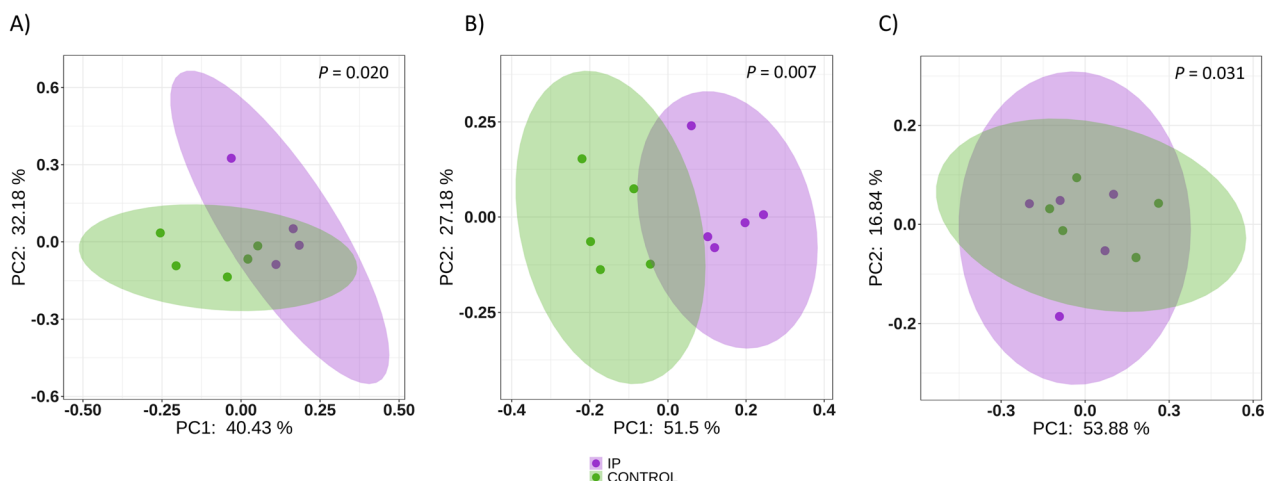 A)
P = 0.020
PC2: 32.18 %
0.6
0.3
0.0
-0.3
-0.6
-0.50
-0.25
0.00
0.25
0.50
PC1: 40.43 %
B)
P = 0.007
PC2: 27.18 %
0.25
0.00
-0.25
-0.4
-0.2
0.0
0.2
0.4
PC1: 51.5 %
C)
P = 0.031
PC2: 16.84 %
0.2
0.0
-0.2
-0.3
0.0
0.3
0.6
PC1: 53.88 %
IP
CONTROL